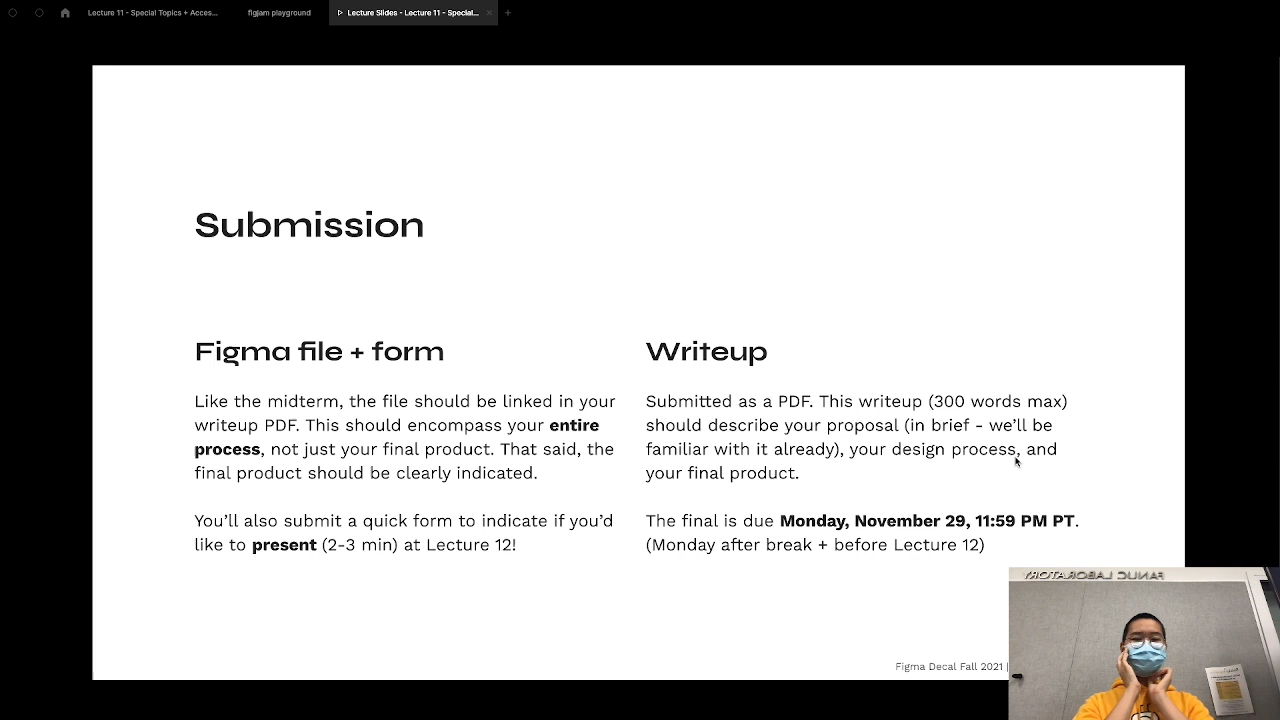 Lecture 11 - Special Topics + Acces...
figjam playground
Lecture Slides - Lecture 11 - Special...
Submission
Figma file + form
Like the midterm, the file should be linked in your
writeup PDF. This should encompass your entire
process, not just your final product. That said, the
final product should be clearly indicated.
You'll also submit a quick form to indicate if you'd
like to present (2-3 min) at Lecture 12!
Writeup
Submitted as a PDF. This writeup (300 words max)
should describe your proposal (in brief - we'll be
familiar with it already), your design process, and
your final product.
The final is due Monday, November 29, 11:59 PM PT.
(Monday after break + before Lecture 12)
Figma Decal Fall 2021 |
FANUC LABORATORY